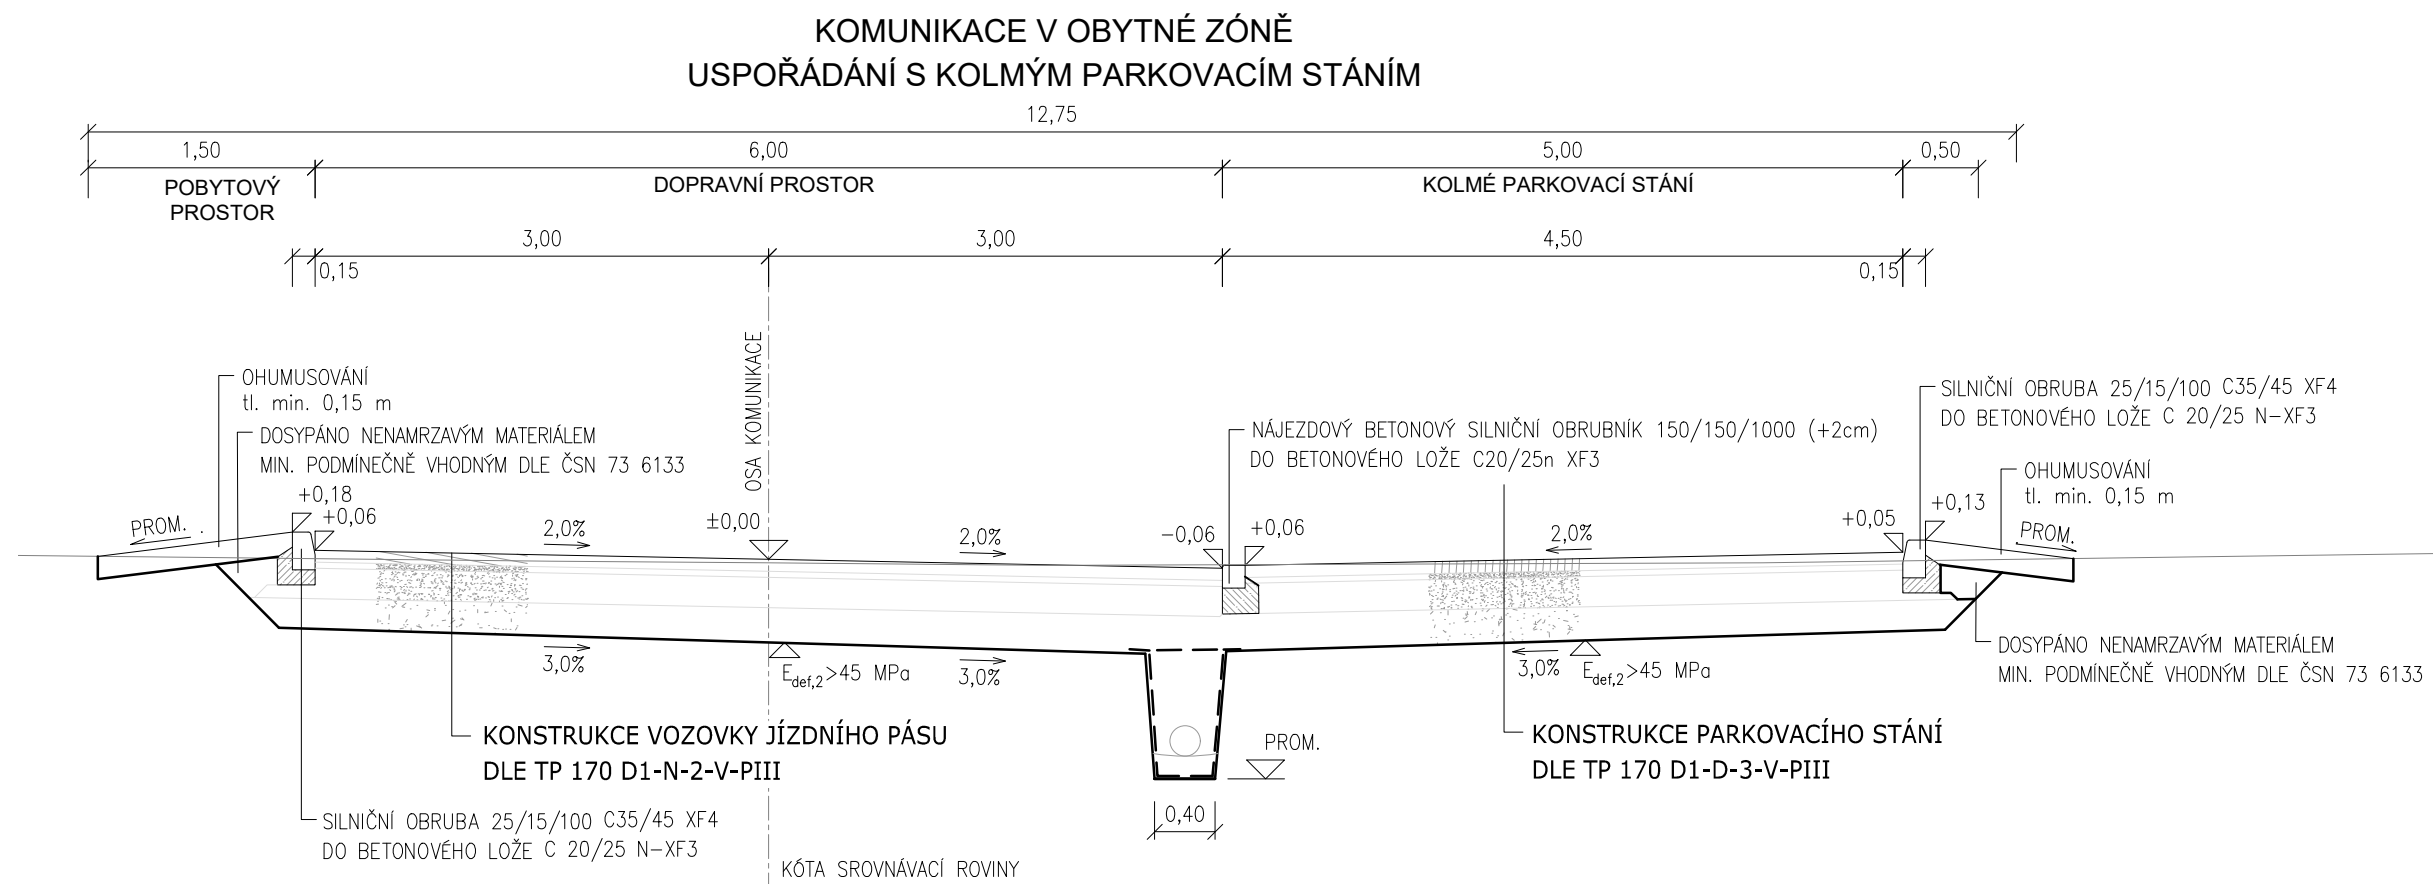 KOMUNIKACE V OBYTNÉ ZÓNĚ
USPOŘÁDÁNÍ S KOLMÝM PARKOVACÍM STÁNÍM
12,75
1,50
6,00
5,00
0,50
POBYTOVÝ
PROSTOR
DOPRAVNÍ PROSTOR
KOLMÉ PARKOVACÍ STÁNÍ
3,00
3,00
4,50
0,15
0,15
OSA KOMUNIKACE
OHUMUSOVÁNÍ
tl. min. 0,15 m
DOSYPÁNO NENAMRZAVÝM MATERIÁLEM
MIN. PODMÍNEČNĚ VHODNÝM DLE ČSN 73 6133
NÁJEZDOVÝ BETONOVÝ SILNIČNÍ OBRUBNÍK 150/150/1000 (+2cm)
DO BETONOVÉHO LOŽE C20/25n XF3
SILNIČNÍ OBRUBA 25/15/100 C35/45 XF4
DO BETONOVÉHO LOŽE C 20/25 N-XF3
OHUMUSOVÁNÍ
tl. min. 0,15 m
PROM.
+0,18
+0,06
2,0%
±0,00
2,0%
-0,06
+0,06
2,0%
+0,05
+0,13
PROM.
3,0%
Edef,2>45 MPa
3,0%
3,0%
Edef,2>45 MPa
DOSYPÁNO NENAMRZAVÝM MATERIÁLEM
MIN. PODMÍNEČNĚ VHODNÝM DLE ČSN 73 6133
KONSTRUKCE VOZOVKY JÍZDNÍHO PÁSU
DLE TP 170 D1-N-2-V-PIII
PROM.
KONSTRUKCE PARKOVACÍHO STÁNÍ
DLE TP 170 D1-D-3-V-PIII
0,40
SILNIČNÍ OBRUBA 25/15/100 C35/45 XF4
DO BETONOVÉHO LOŽE C 20/25 N-XF3
KÓTA SROVNÁVACÍ ROVINY